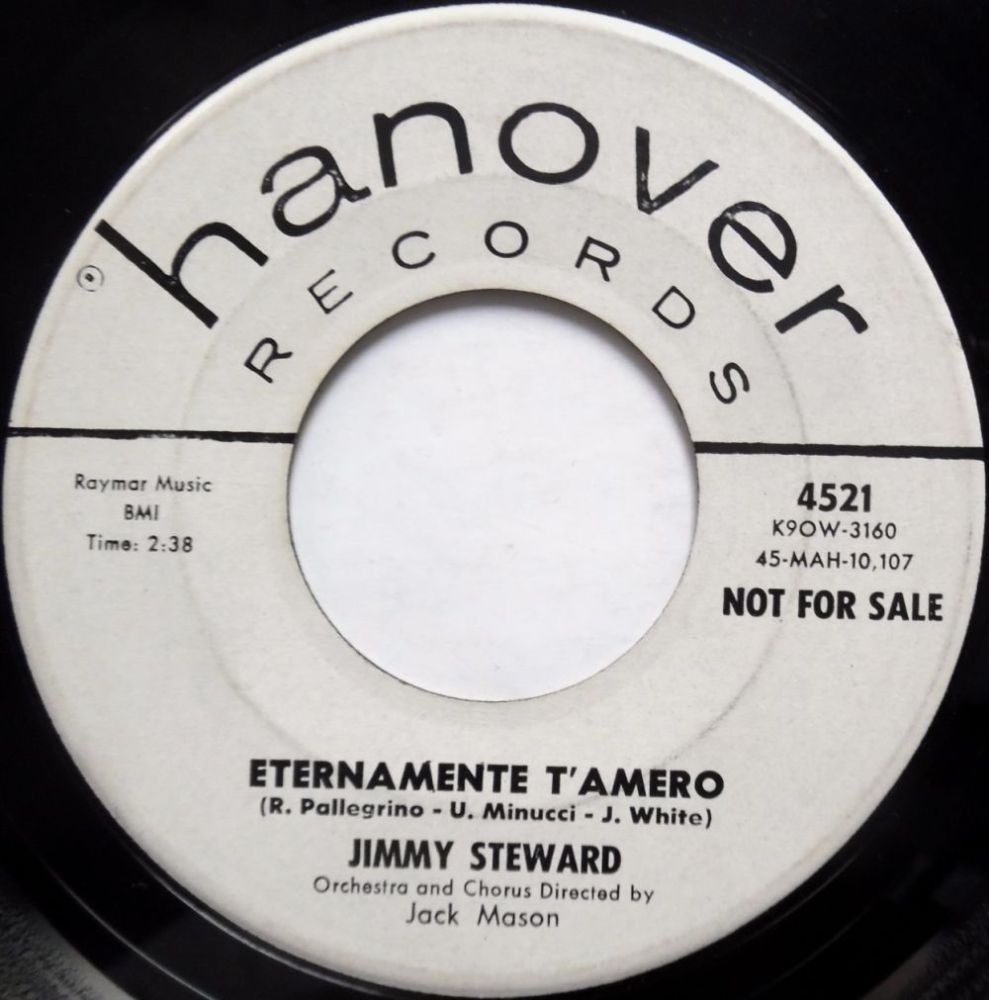 hanover
RECORDS
®
Raymar Music
BMI
Time: 2:38
4521
K9OW-3160
45-MAH-10,107
NOT FOR SALE
ETERNAMENTE T'AMERO
(R. Pallegrino - U. Minucci - J. White)
JIMMY STEWARD
Orchestra and Chorus Directed by
Jack Mason